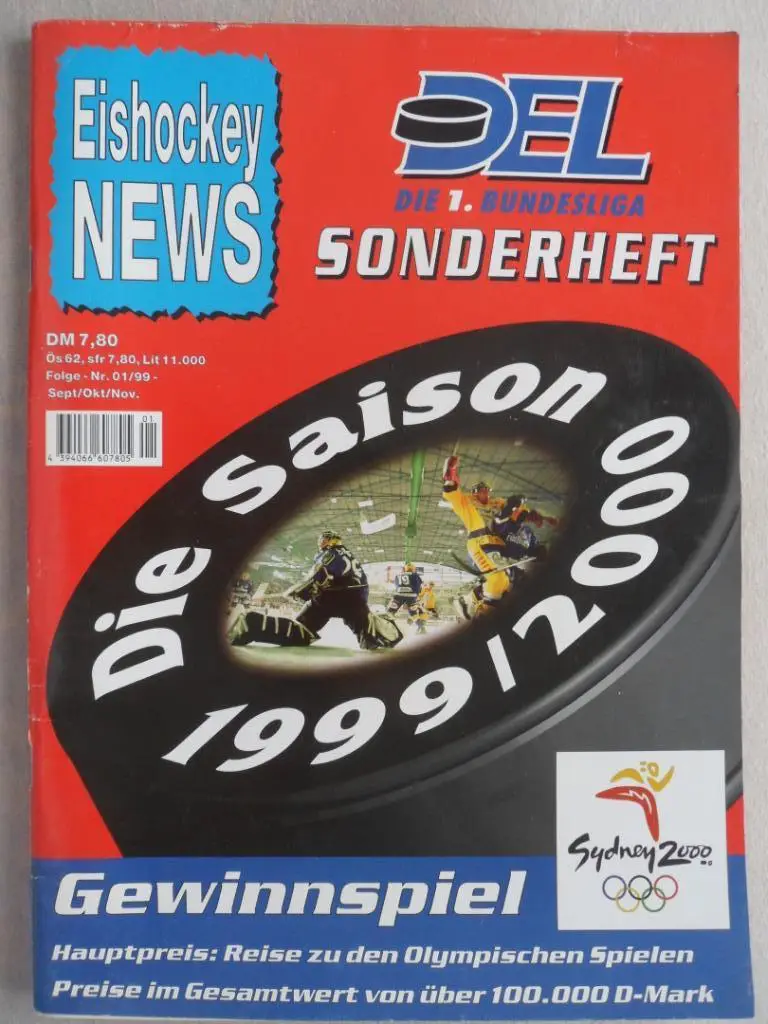 Eishockey
NEWS
DEL
DIE 1. BUNDESLIGA
SONDERHEFT
DM 7,80
Ös 62, sfr 7,80, Lit 11.000
Folge - Nr. 01/99 -
Sept/Okt/Nov.
01
4 394066 607805
Die Saison
1999/2000
19
Sydney 2000
Gewinnspiel
Hauptpreis: Reise zu den Olympischen Spielen
Preise im Gesamtwert von über 100.000 D-Mark